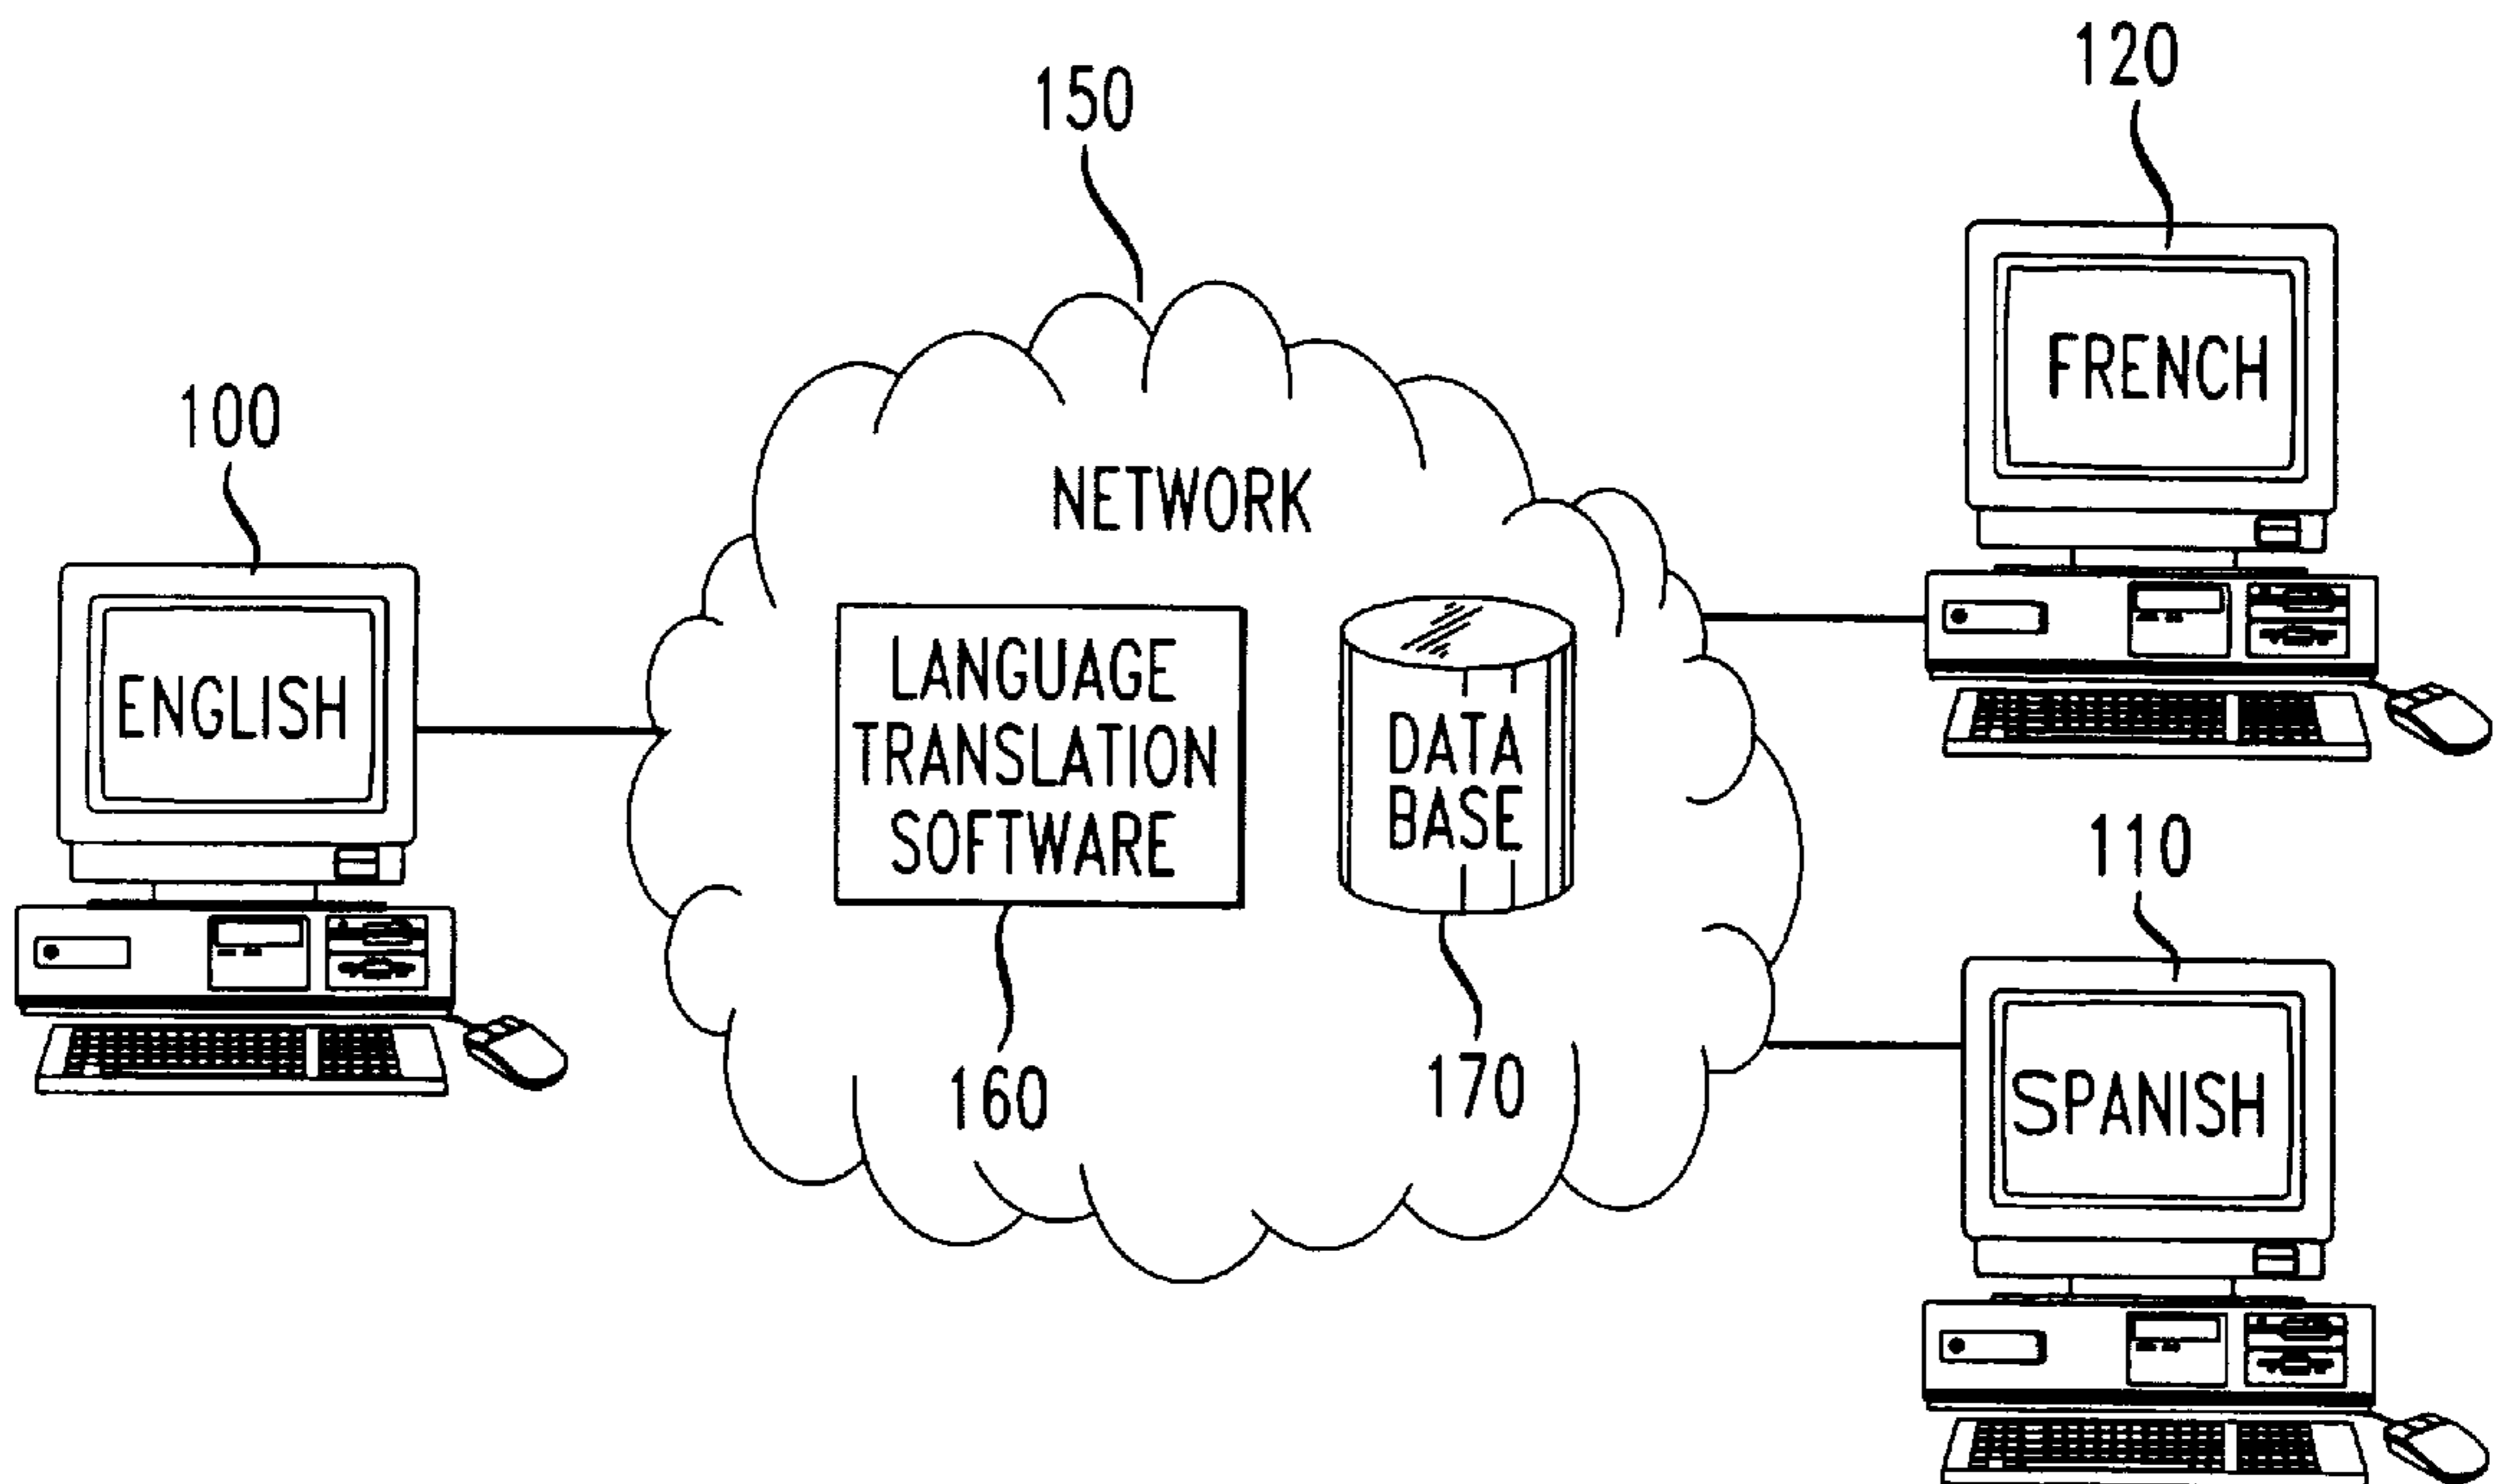 120
150
FRENCH
100
NETWORK
ENGLISH
LANGUAGE
TRANSLATION
SOFTWARE
DATA
BASE
110
160
170
SPANISH